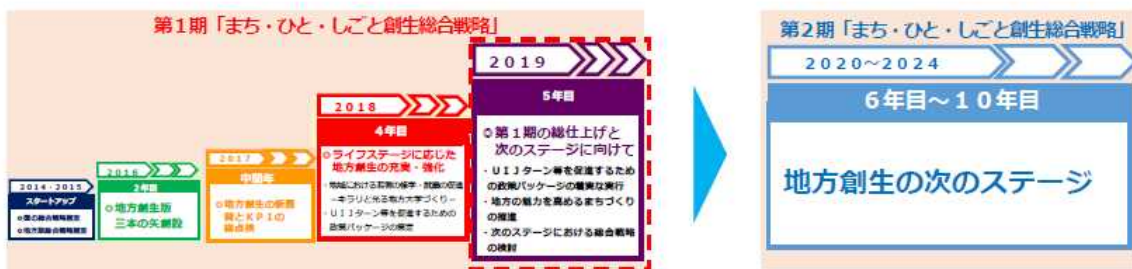 第1期「まち・ひと・しごと創生総合戦略」
2014・2015
スタートアップ
◎国の総合戦略策定
◎地方版総合戦略策定
2016
2年目
◎地方創生版
三本の矢創設
2017
中間年
◎地方創生の新展
開とKPIの
総点検
2018
4年目
◎ライフステージに応じた
地方創生の充実・強化
・地域における若者の修学・就業の促進
−キラリと光る地方大学づくり−
・UIJターン等を促進するための
政策パッケージの策定
2019
5年目
◎第1期の総仕上げと
次のステージに向けて
・UIJターン等を促進するため
の政策パッケージの着実な実行
・地方の魅力を高めるまちづくり
の推進
・次のステージにおける総合戦略
の検討
第2期「まち・ひと・しごと創生総合戦略」
2020〜2024
6年目〜10年目
地方創生の次のステージ